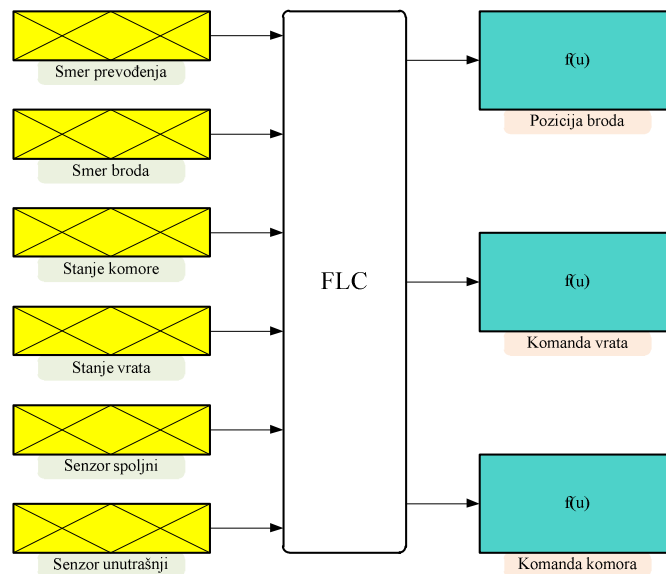 Smer prevođenja
Smer broda
Stanje komore
Stanje vrata
Senzor spoljni
Senzor unutrašnji
FLC
f(u)
Pozicija broda
f(u)
Komanda vrata
f(u)
Komanda komora